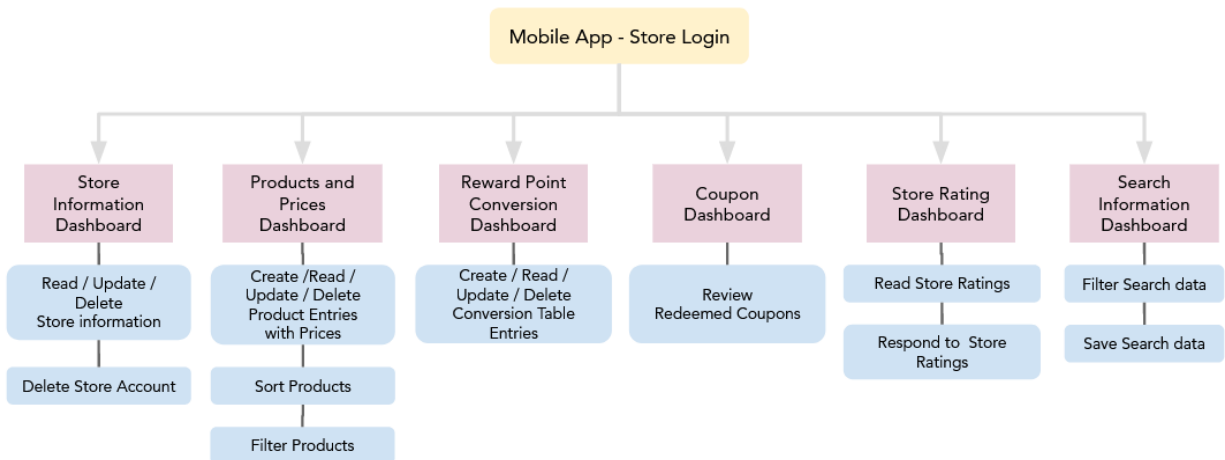 Mobile App - Store Login
Store
Information
Dashboard
Read / Update /
Delete
Store information
Delete Store Account
Products and
Prices
Dashboard
Create /Read /
Update / Delete
Product Entries
with Prices
Sort Products
Filter Products
Reward Point
Conversion
Dashboard
Create / Read /
Update / Delete
Conversion Table
Entries
Coupon
Dashboard
Review
Redeemed Coupons
Store Rating
Dashboard
Read Store Ratings
Respond to Store
Ratings
Search
Information
Dashboard
Filter Search data
Save Search data